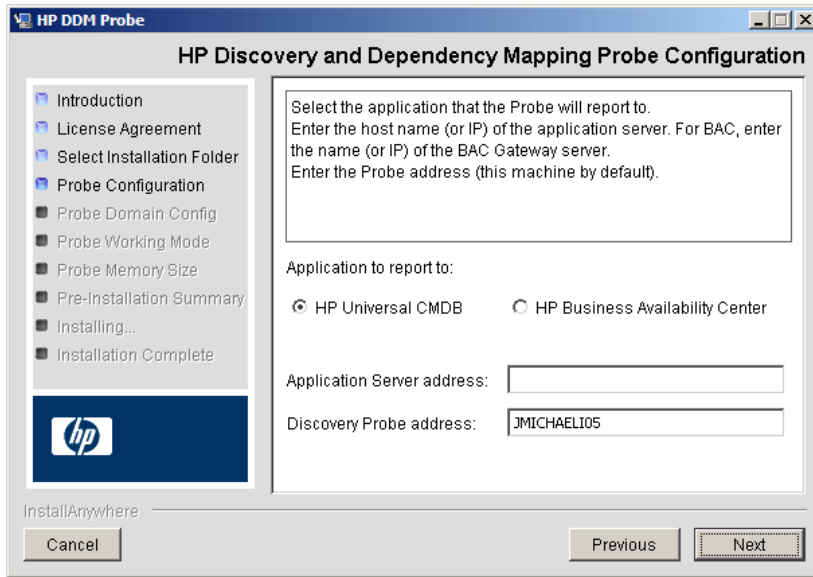 HP DDM Probe
HP Discovery and Dependency Mapping Probe Configuration
Introduction
License Agreement
Select Installation Folder
Probe Configuration
Probe Domain Config
Probe Working Mode
Probe Memory Size
Pre-Installation Summary
Installing...
Installation Complete
hp
Select the application that the Probe will report to.
Enter the host name (or IP) of the application server. For BAC, enter
the name (or IP) of the BAC Gateway server.
Enter the Probe address (this machine by default).
Application to report to:
HP Universal CMDB
HP Business Availability Center
Application Server address:
Discovery Probe address: JMICHAELI05
InstallAnywhere
Cancel
Previous
Next